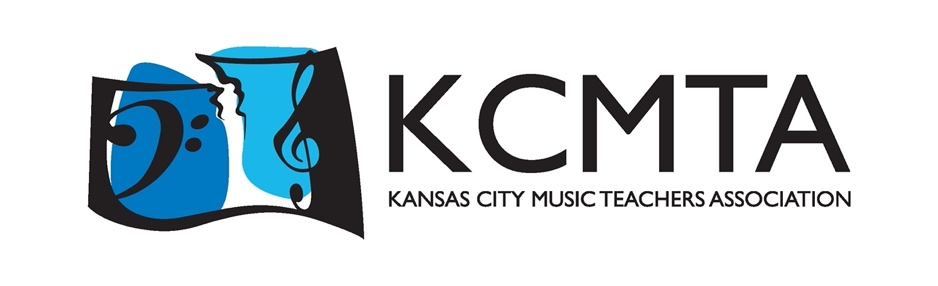 KCMTA
KANSAS CITY MUSIC TEACHERS ASSOCIATION